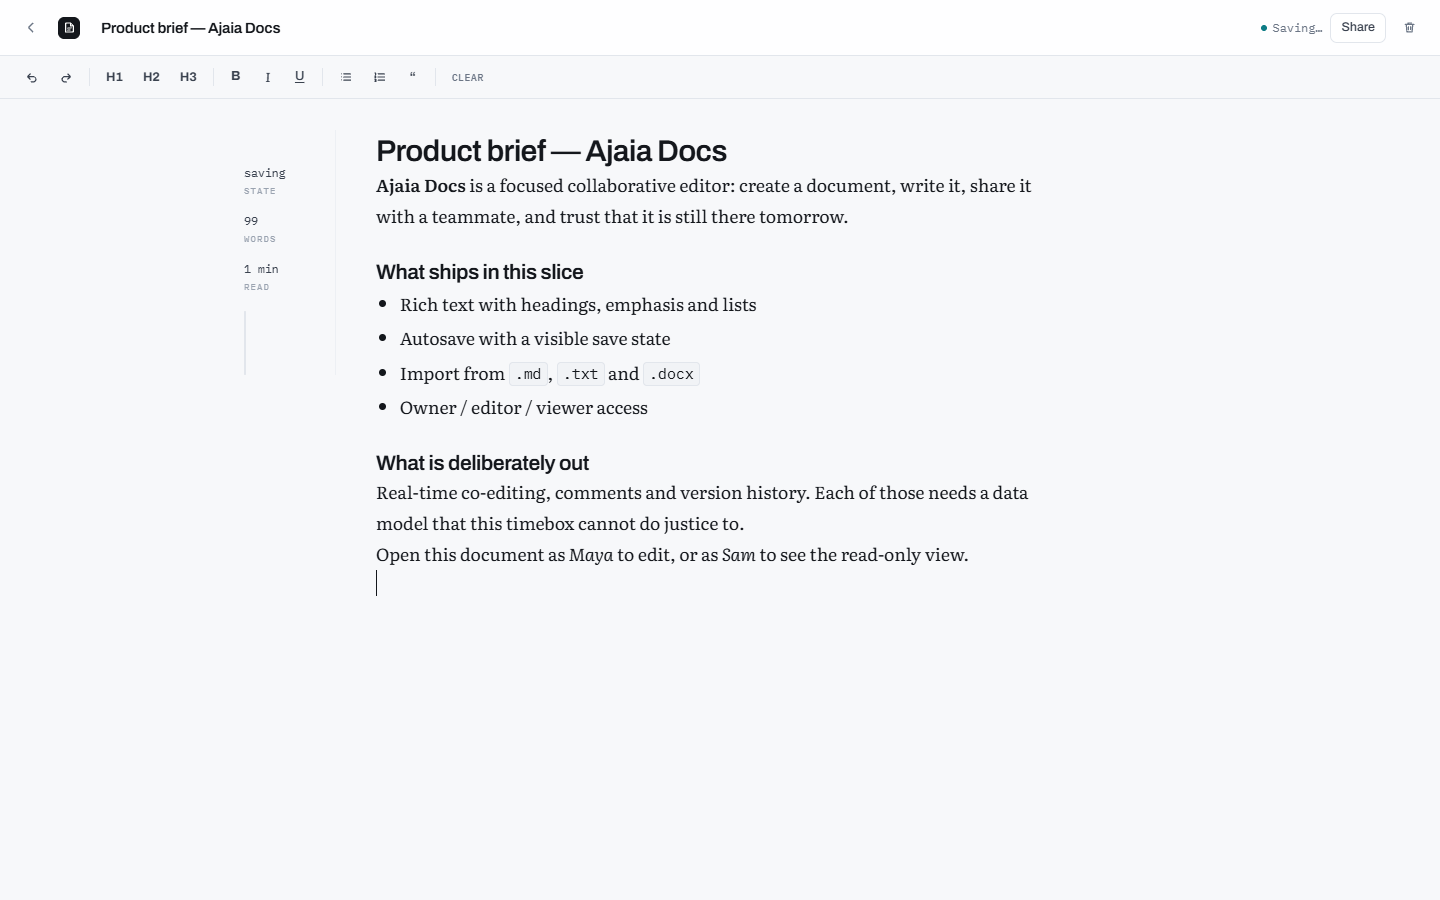 Product brief — Ajaia Docs
Saving…
Share
H1 H2 H3 B I U “ CLEAR
saving
STATE
99
WORDS
1 min
READ
Product brief — Ajaia Docs
Ajaia Docs is a focused collaborative editor: create a document, write it, share it
with a teammate, and trust that it is still there tomorrow.
What ships in this slice
• Rich text with headings, emphasis and lists
• Autosave with a visible save state
• Import from .md, .txt and .docx
• Owner / editor / viewer access
What is deliberately out
Real-time co-editing, comments and version history. Each of those needs a data
model that this timebox cannot do justice to.
Open this document as Maya to edit, or as Sam to see the read-only view.